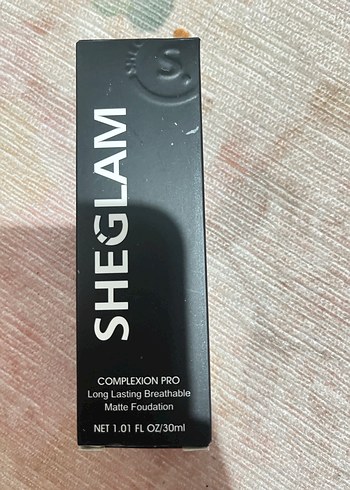 S.
SHEGLAM
COMPLEXION PRO
Long Lasting Breathable
Matte Foudation
NET 1.01 FL OZ/30ml